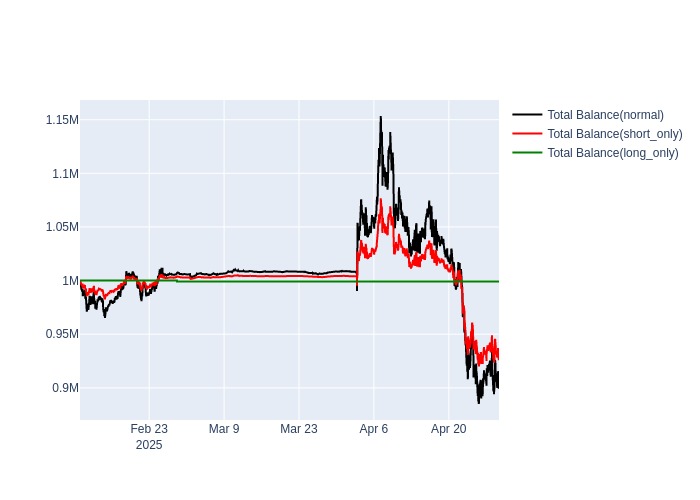 1.15M
1.1M
1.05M
1M
0.95M
0.9M
Feb 23
2025
Mar 9
Mar 23
Apr 6
Apr 20
Total Balance(normal)
Total Balance(short_only)
Total Balance(long_only)